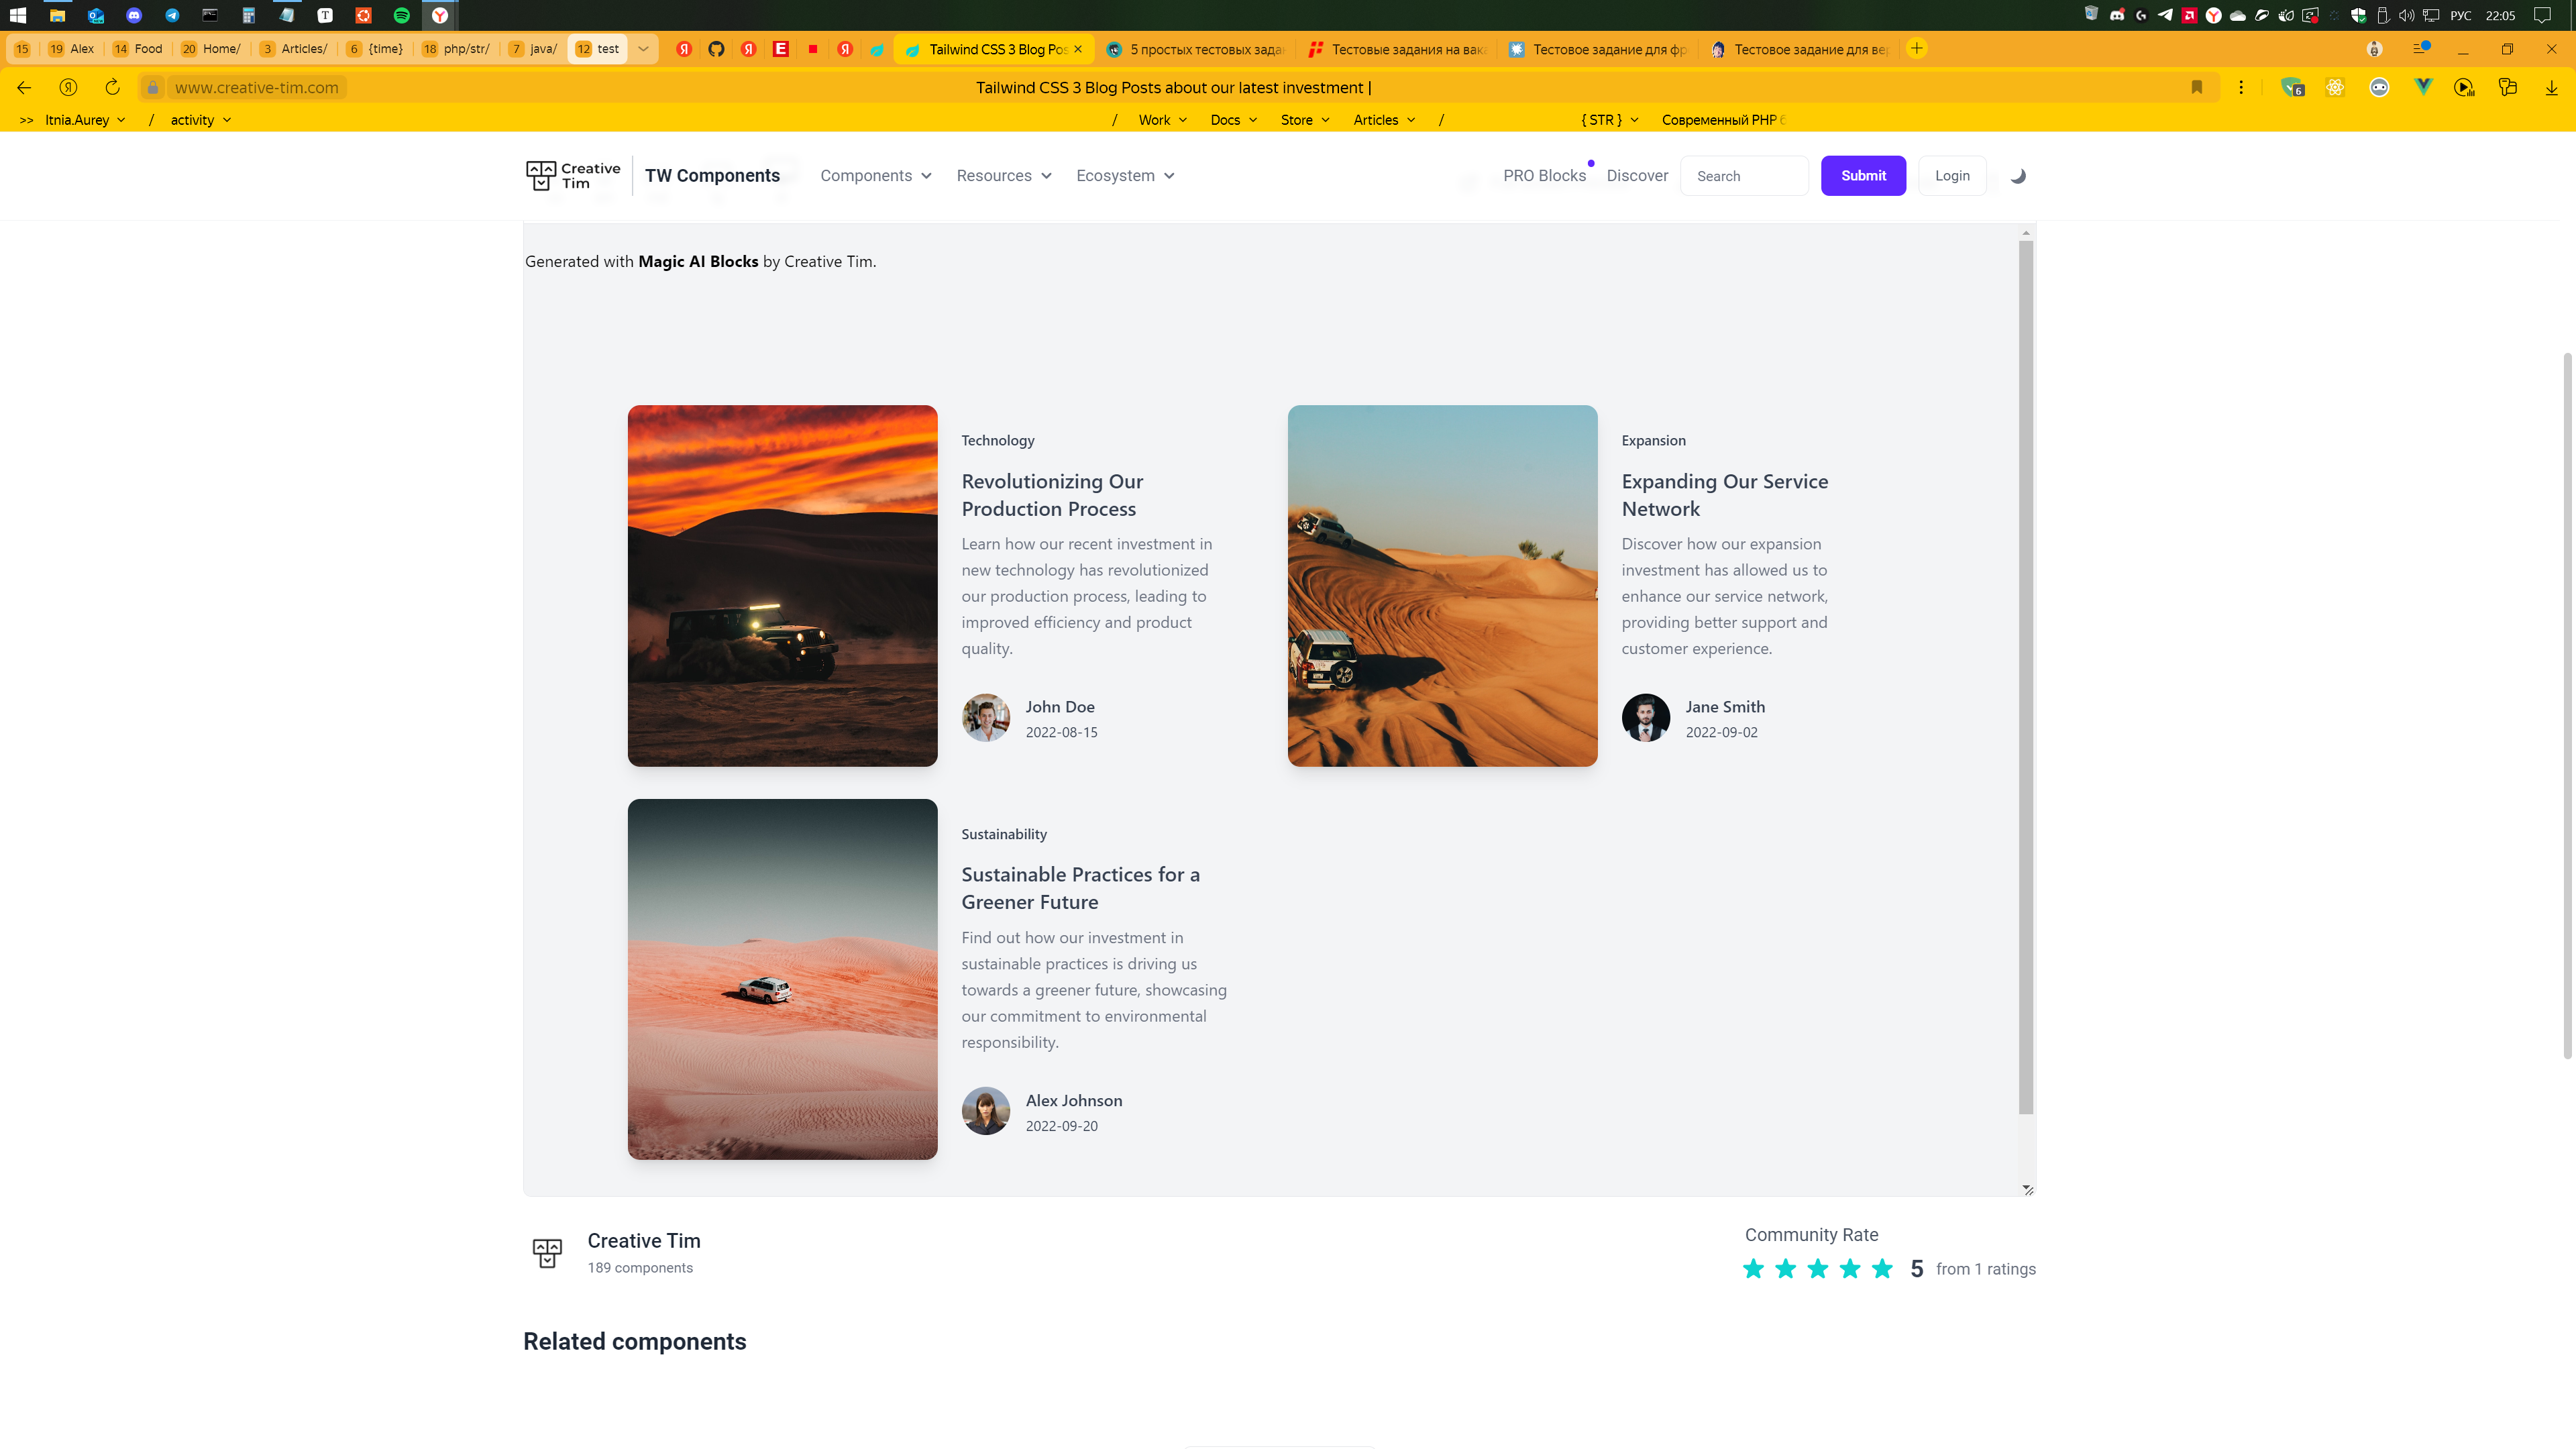 РУС 22:05
15 19 Alex 14 Food 20 Home/ 3 Articles/ 6 {time} 18 php/str/ 7 java/ 12 test
Tailwind CSS 3 Blog Pos 5 простых тестовых зада Тестовые задания на вак Тестовое задание для фр Тестовое задание для ве
www.creative-tim.com Tailwind CSS 3 Blog Posts about our latest investment | 6
>> Itnia.Aurey / activity / Work Docs Store Articles / { STR } Современный PHP
Creative Tim TW Components Components Resources Ecosystem PRO Blocks Discover Search Submit Login
Generated with Magic AI Blocks by Creative Tim.
Technology
Revolutionizing Our
Production Process
Learn how our recent investment in
new technology has revolutionized
our production process, leading to
improved efficiency and product
quality.
John Doe
2022-08-15
Expansion
Expanding Our Service
Network
Discover how our expansion
investment has allowed us to
enhance our service network,
providing better support and
customer experience.
Jane Smith
2022-09-02
Sustainability
Sustainable Practices for a
Greener Future
Find out how our investment in
sustainable practices is driving us
towards a greener future, showcasing
our commitment to environmental
responsibility.
Alex Johnson
2022-09-20
Creative Tim
189 components
Community Rate
5 from 1 ratings
Related components